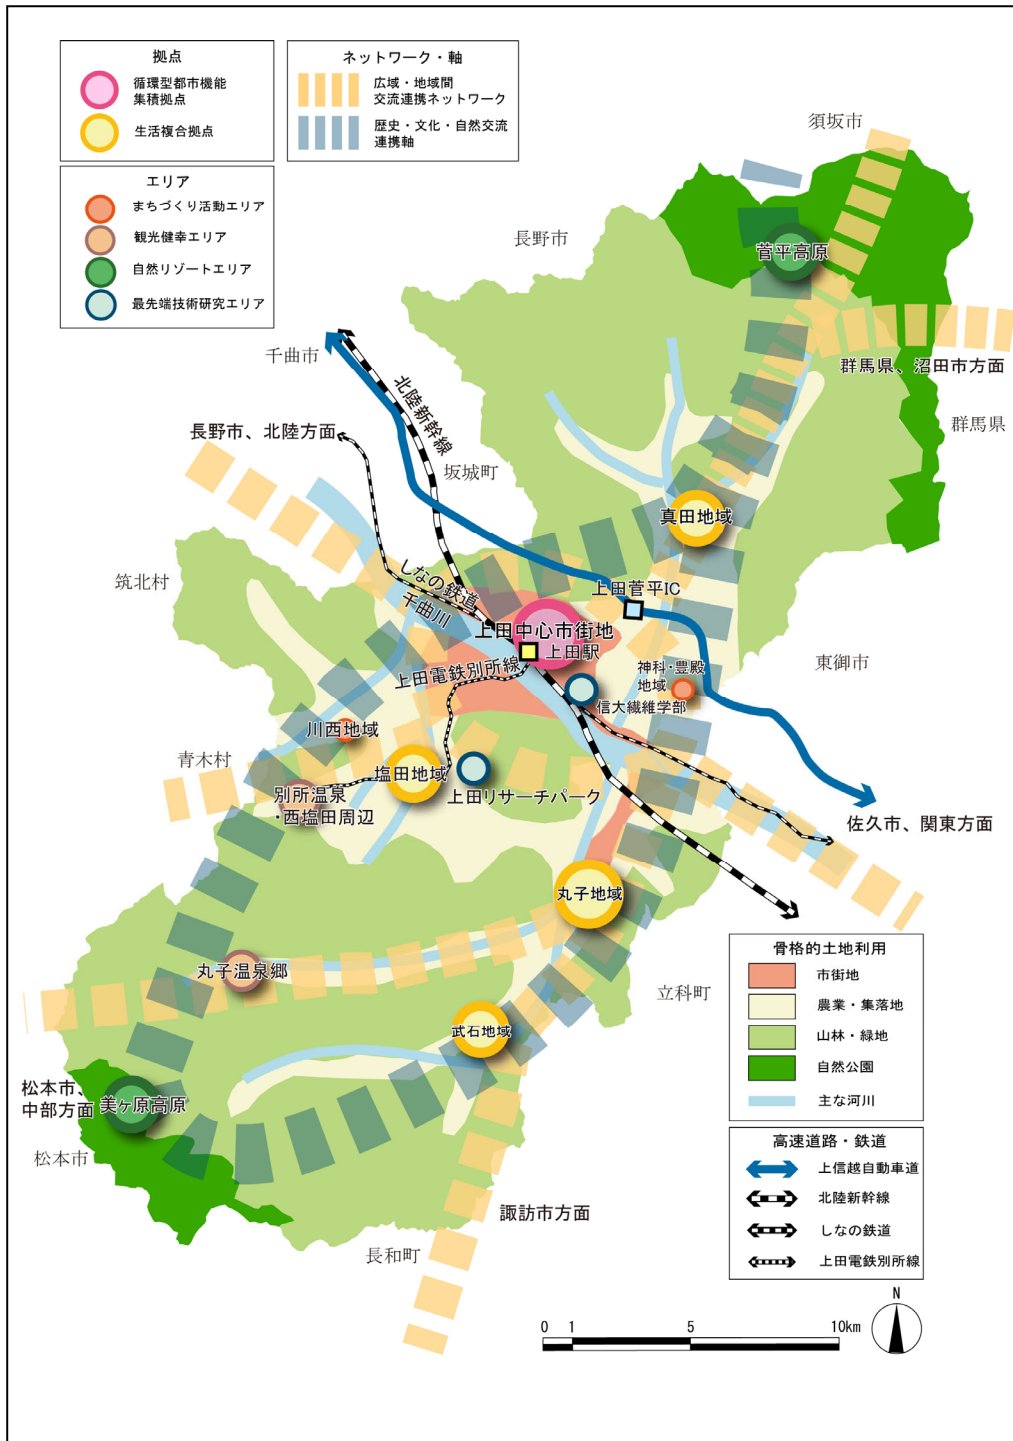 拠点
循環型都市機能
集積拠点
生活複合拠点
ネットワーク・軸
広域・地域間
交流連携ネットワーク
歴史・文化・自然交流
連携軸
エリア
まちづくり活動エリア
観光健幸エリア
自然リゾートエリア
最先端技術研究エリア
須坂市
長野市
菅平高原
千曲市
北陸新幹線
群馬県、沼田市方面
群馬県
長野市、北陸方面
坂城町
真田地域
筑北村
しなの鉄道
千曲川
上田菅平IC
上田中心市街地
上田駅
東御市
上田電鉄別所線
神科・豊殿
地域
信大繊維学部
川西地域
青木村
塩田地域
上田リサーチパーク
別所温泉
・西塩田周辺
佐久市、関東方面
丸子地域
丸子温泉郷
立科町
武石地域
松本市、
中部方面
美ヶ原高原
松本市
諏訪市方面
長和町
骨格的土地利用
市街地
農業・集落地
山林・緑地
自然公園
主な河川
高速道路・鉄道
上信越自動車道
北陸新幹線
しなの鉄道
上田電鉄別所線
N
0 1 5 10km